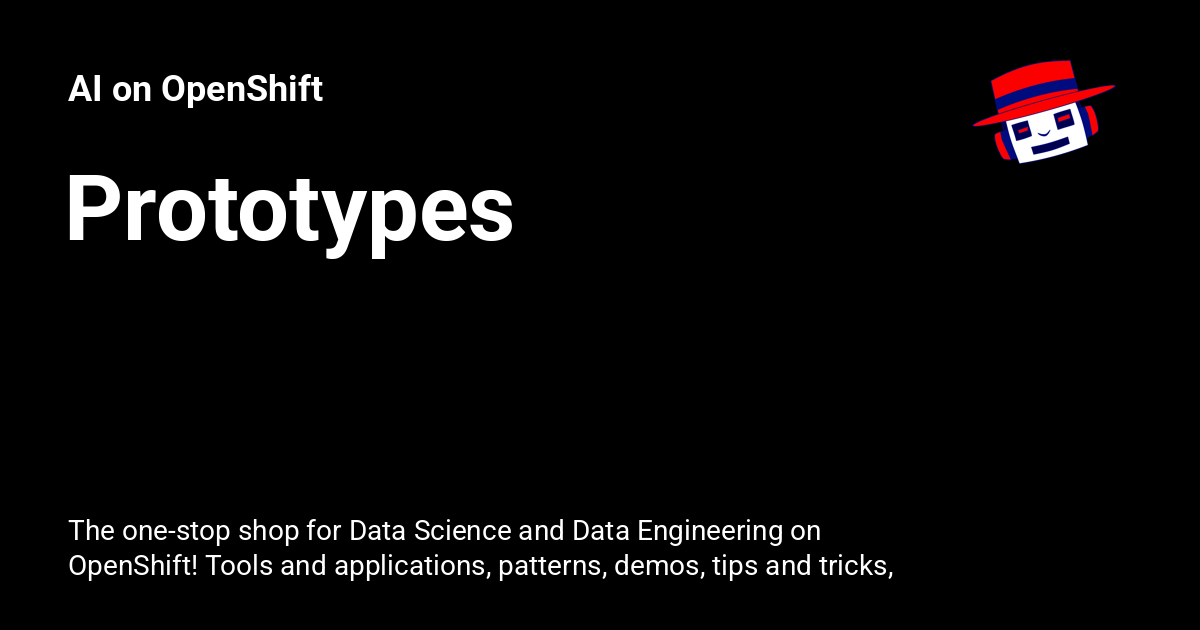 AI on OpenShift
Prototypes
The one-stop shop for Data Science and Data Engineering on
OpenShift! Tools and applications, patterns, demos, tips and tricks,